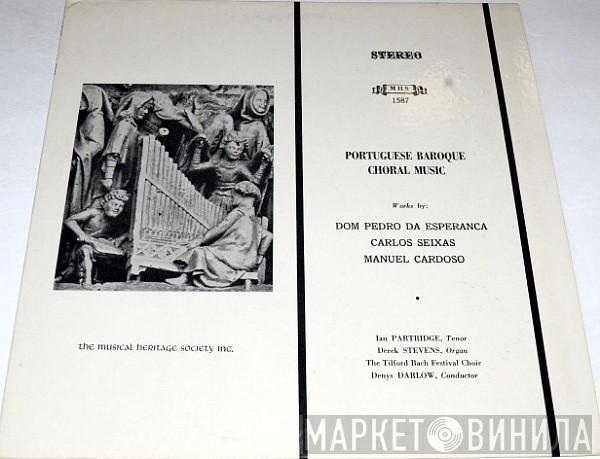 STEREO
MHS
1587
PORTUGUESE BAROQUE
CHORAL MUSIC
Works by:
DOM PEDRO DA ESPERANCA
CARLOS SEIXAS
MANUEL CARDOSO
Ian PARTRIDGE, Tenor
Derek STEVENS, Organ
The Tilford Bach Festival Choir
Denys DARLOW, Conductor
the musical heritage society inc.
МАРКЕТ ВИНИЛА